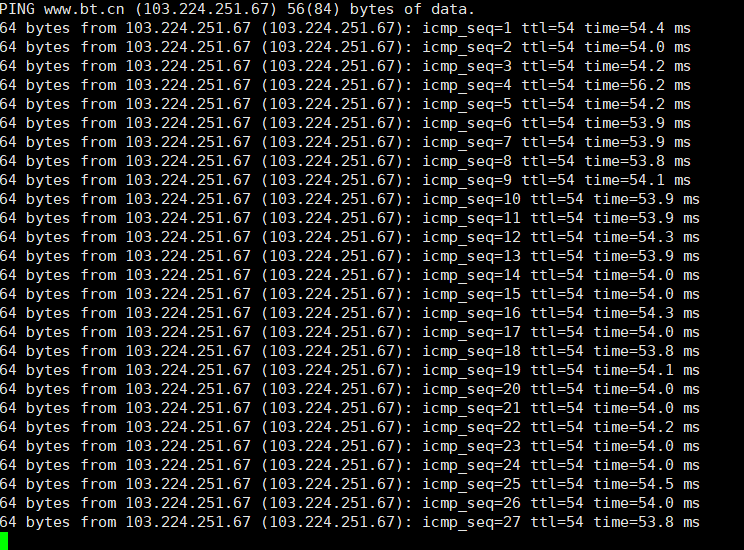 PING www.bt.cn (103.224.251.67) 56(84) bytes of data.
64 bytes from 103.224.251.67 (103.224.251.67): icmp_seq=1 ttl=54 time=54.4 ms
64 bytes from 103.224.251.67 (103.224.251.67): icmp_seq=2 ttl=54 time=54.0 ms
64 bytes from 103.224.251.67 (103.224.251.67): icmp_seq=3 ttl=54 time=54.2 ms
64 bytes from 103.224.251.67 (103.224.251.67): icmp_seq=4 ttl=54 time=56.2 ms
64 bytes from 103.224.251.67 (103.224.251.67): icmp_seq=5 ttl=54 time=54.2 ms
64 bytes from 103.224.251.67 (103.224.251.67): icmp_seq=6 ttl=54 time=53.9 ms
64 bytes from 103.224.251.67 (103.224.251.67): icmp_seq=7 ttl=54 time=53.9 ms
64 bytes from 103.224.251.67 (103.224.251.67): icmp_seq=8 ttl=54 time=53.8 ms
64 bytes from 103.224.251.67 (103.224.251.67): icmp_seq=9 ttl=54 time=54.1 ms
64 bytes from 103.224.251.67 (103.224.251.67): icmp_seq=10 ttl=54 time=53.9 ms
64 bytes from 103.224.251.67 (103.224.251.67): icmp_seq=11 ttl=54 time=53.9 ms
64 bytes from 103.224.251.67 (103.224.251.67): icmp_seq=12 ttl=54 time=54.3 ms
64 bytes from 103.224.251.67 (103.224.251.67): icmp_seq=13 ttl=54 time=53.9 ms
64 bytes from 103.224.251.67 (103.224.251.67): icmp_seq=14 ttl=54 time=54.0 ms
64 bytes from 103.224.251.67 (103.224.251.67): icmp_seq=15 ttl=54 time=54.0 ms
64 bytes from 103.224.251.67 (103.224.251.67): icmp_seq=16 ttl=54 time=54.3 ms
64 bytes from 103.224.251.67 (103.224.251.67): icmp_seq=17 ttl=54 time=54.0 ms
64 bytes from 103.224.251.67 (103.224.251.67): icmp_seq=18 ttl=54 time=53.8 ms
64 bytes from 103.224.251.67 (103.224.251.67): icmp_seq=19 ttl=54 time=54.1 ms
64 bytes from 103.224.251.67 (103.224.251.67): icmp_seq=20 ttl=54 time=54.0 ms
64 bytes from 103.224.251.67 (103.224.251.67): icmp_seq=21 ttl=54 time=54.0 ms
64 bytes from 103.224.251.67 (103.224.251.67): icmp_seq=22 ttl=54 time=54.2 ms
64 bytes from 103.224.251.67 (103.224.251.67): icmp_seq=23 ttl=54 time=54.0 ms
64 bytes from 103.224.251.67 (103.224.251.67): icmp_seq=24 ttl=54 time=54.0 ms
64 bytes from 103.224.251.67 (103.224.251.67): icmp_seq=25 ttl=54 time=54.5 ms
64 bytes from 103.224.251.67 (103.224.251.67): icmp_seq=26 ttl=54 time=54.0 ms
64 bytes from 103.224.251.67 (103.224.251.67): icmp_seq=27 ttl=54 time=53.8 ms